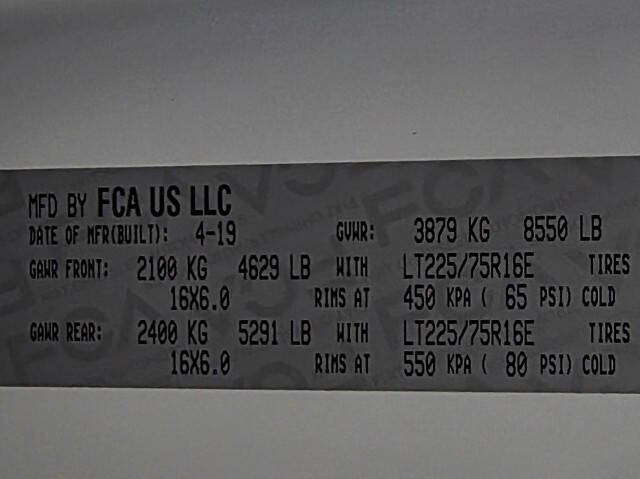 MFD BY FCA US LLC
DATE OF MFR(BUILT): 4-19 GVWR: 3879 KG 8550 LB
GAWR FRONT: 2100 KG 4629 LB WITH LT225/75R16E TIRES
16X6.0 RIMS AT 450 KPA ( 65 PSI) COLD
GAWR REAR: 2400 KG 5291 LB WITH LT225/75R16E TIRES
16X6.0 RIMS AT 550 KPA ( 80 PSI) COLD